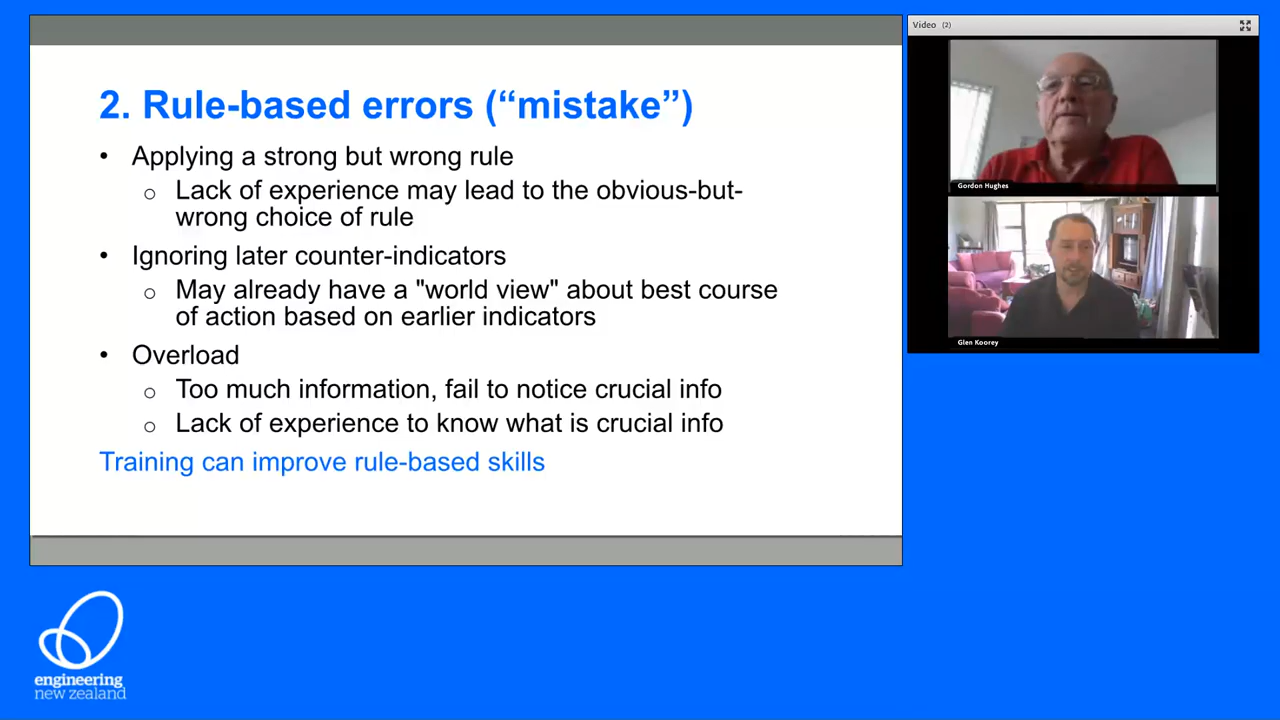 2. Rule-based errors (“mistake”)
• Applying a strong but wrong rule
o Lack of experience may lead to the obvious-but-
wrong choice of rule
• Ignoring later counter-indicators
o May already have a "world view" about best course
of action based on earlier indicators
• Overload
o Too much information, fail to notice crucial info
o Lack of experience to know what is crucial info
Training can improve rule-based skills
Video (2)
Gordon Hughes
Glen Koorey
engineering
new zealand